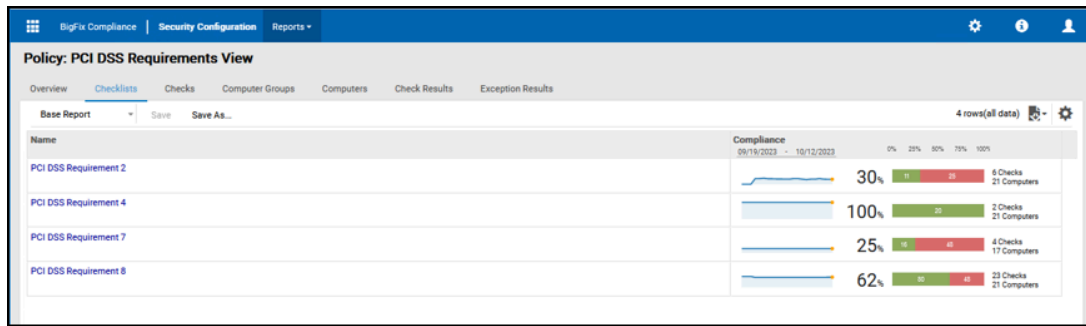 BigFix Compliance | Security Configuration Reports
Policy: PCI DSS Requirements View
Overview Checklists Checks Computer Groups Computers Check Results Exception Results
Base Report Save Save As... 4 rows(all data)
Name Compliance
09/19/2023 - 10/12/2023 0% 25% 50% 75% 100%
PCI DSS Requirement 2 30% 11 25 6 Checks
21 Computers
PCI DSS Requirement 4 100% 20 2 Checks
21 Computers
PCI DSS Requirement 7 25% 45 4 Checks
17 Computers
PCI DSS Requirement 8 62% 45 23 Checks
21 Computers